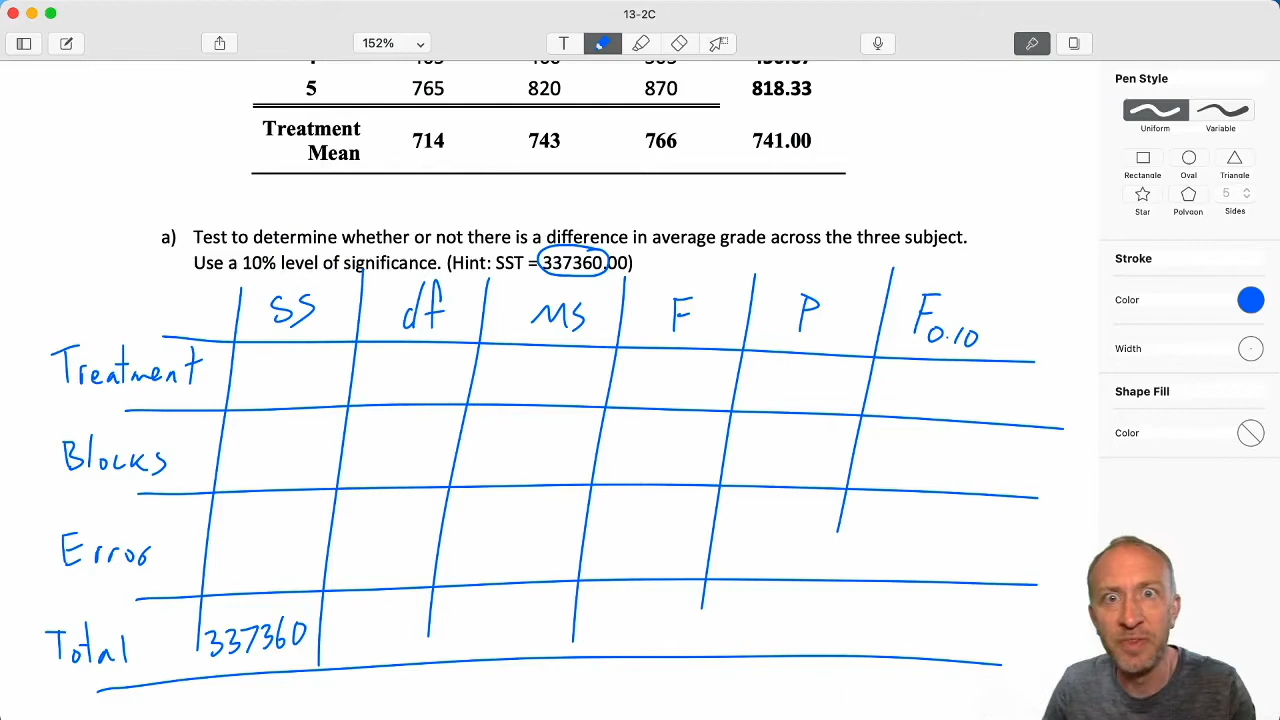 13-2C
152%
T
Pen Style
Uniform Variable
Rectangle Oval Triangle
5
Star Polygon Sides
Stroke
Color
Width
Shape Fill
Color
5 765 820 870 818.33
Treatment
Mean
714 743 766 741.00
a) Test to determine whether or not there is a difference in average grade across the three subject.
Use a 10% level of significance. (Hint: SST = 337360.00)
SS df MS F P F0.10
Treatment
Blocks
Error
Total 337360